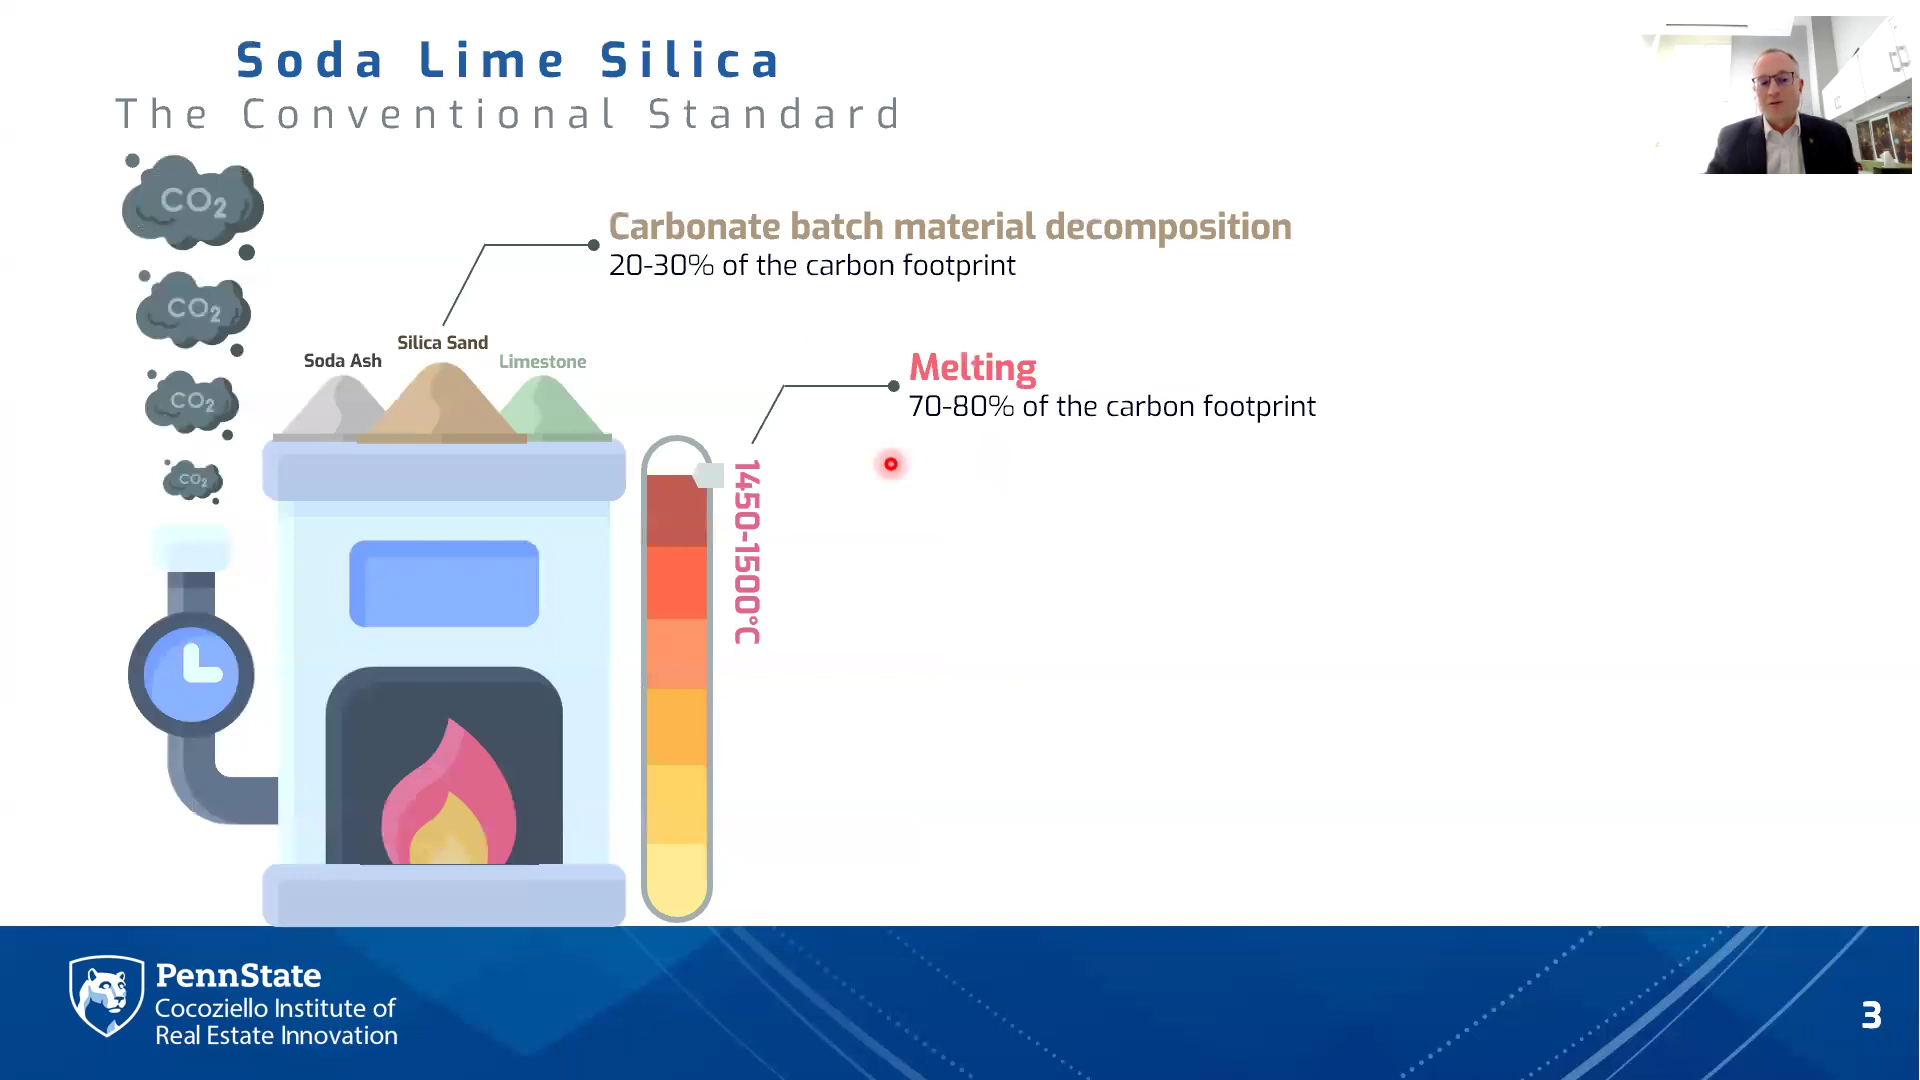 Soda Lime Silica
The Conventional Standard
CO2
Carbonate batch material decomposition
20-30% of the carbon footprint
CO2
Silica Sand
Soda Ash
Limestone
Melting
70-80% of the carbon footprint
CO2
CO2
1450-1500°C
PennState
Cocoziello Institute of
Real Estate Innovation
3